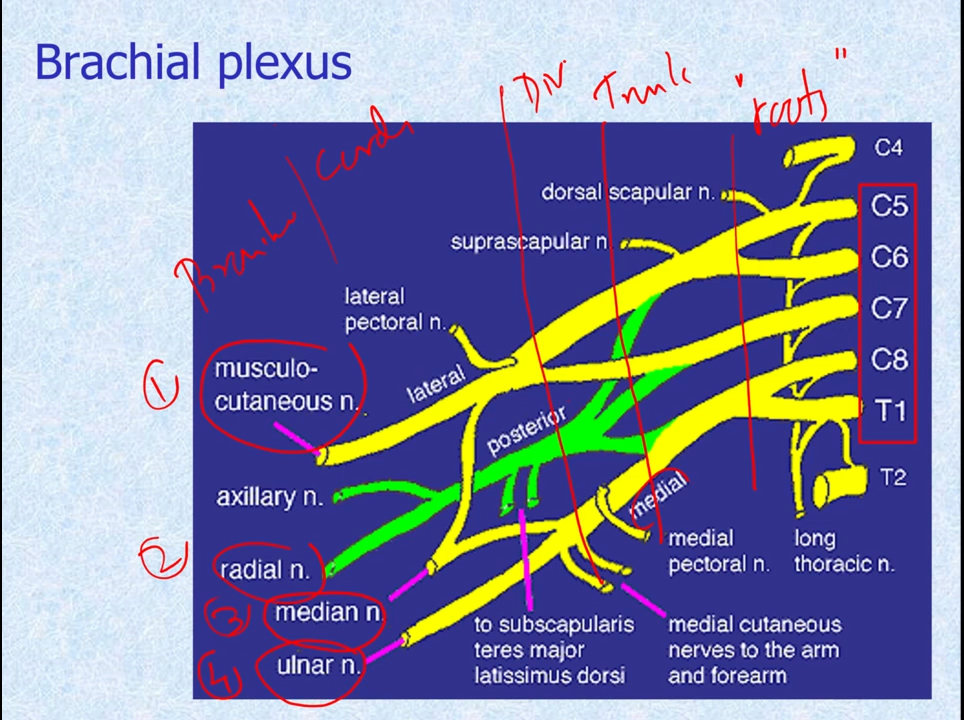 Brachial plexus
Div
Trunk
"roots"
Cords
C4
dorsal scapular n.
C5
suprascapular n.
C6
lateral
pectoral n.
C7
musculo-
cutaneous n.
lateral
C8
posterior
T1
axillary n.
medial
T2
radial n.
medial
pectoral n.
long
thoracic n.
median n.
ulnar n.
to subscapularis
teres major
latissimus dorsi
medial cutaneous
nerves to the arm
and forearm
1
2
3
4